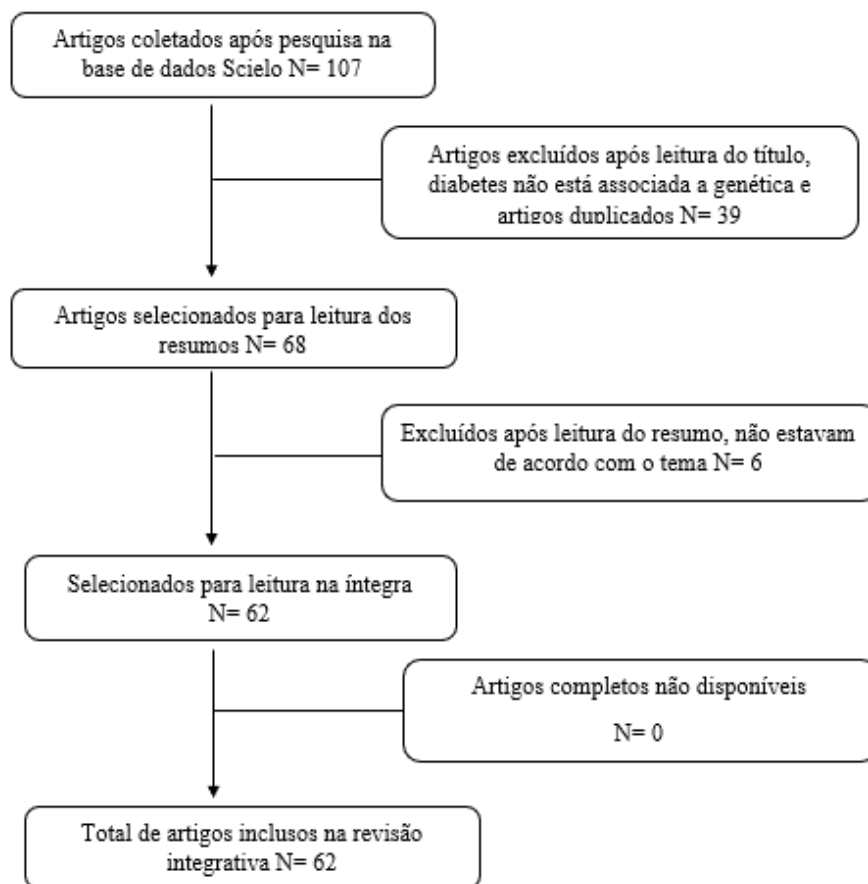 Artigos coletados após pesquisa na
base de dados Scielo N= 107
Artigos excluídos após leitura do título,
diabetes não está associada a genética e
artigos duplicados N= 39
Artigos selecionados para leitura dos
resumos N= 68
Excluídos após leitura do resumo, não estavam
de acordo com o tema N= 6
Selecionados para leitura na íntegra
N= 62
Artigos completos não disponíveis
N= 0
Total de artigos inclusos na revisão
integrativa N= 62